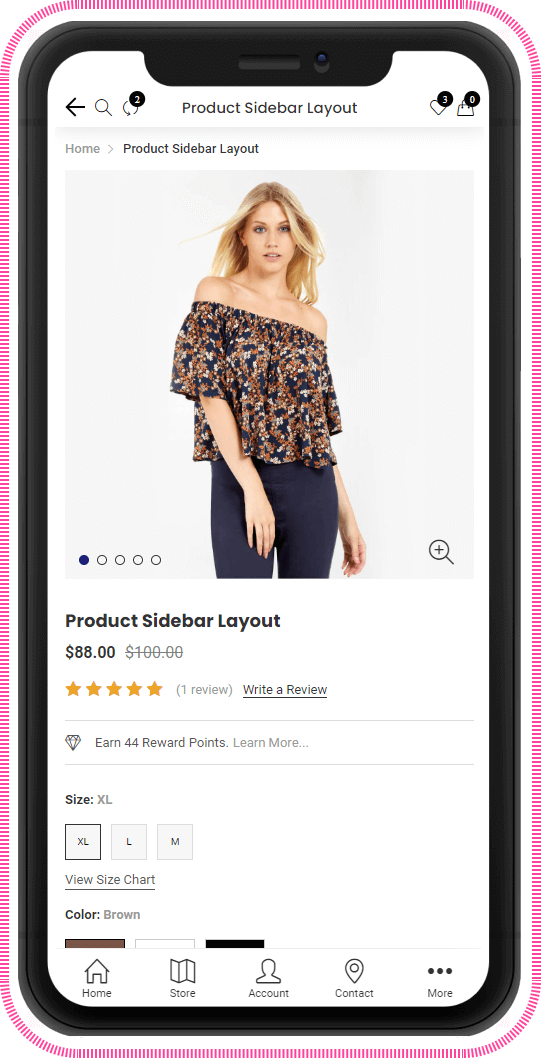 2
Product Sidebar Layout
3
0
Home > Product Sidebar Layout
Product Sidebar Layout
$88.00 $100.00
(1 review) Write a Review
Earn 44 Reward Points. Learn More...
Size: XL
XL L M
View Size Chart
Color: Brown
Home Store Account Contact More